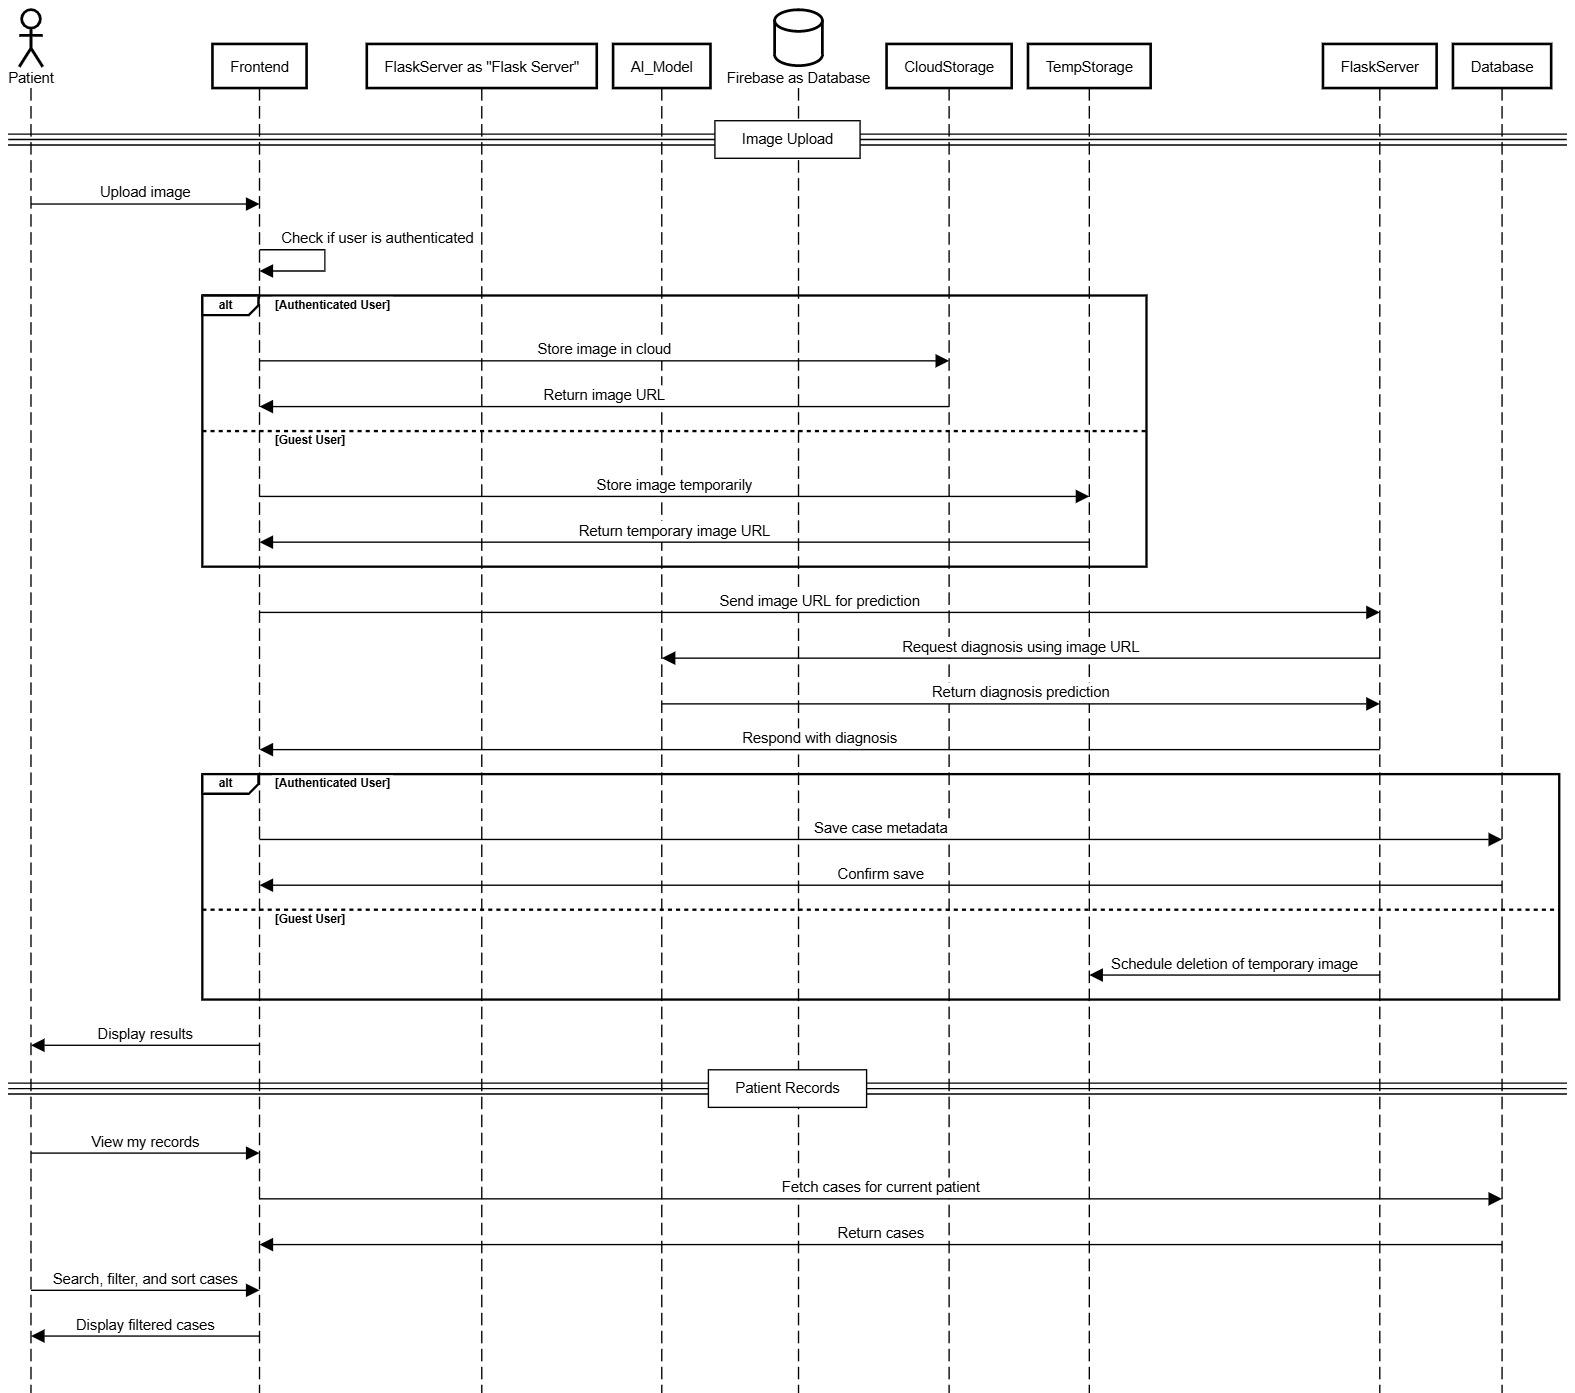 Patient
Frontend
FlaskServer as "Flask Server"
AI_Model
Firebase as Database
CloudStorage
TempStorage
FlaskServer
Database
Image Upload
Upload image
Check if user is authenticated
alt
[Authenticated User]
Store image in cloud
Return image URL
[Guest User]
Store image temporarily
Return temporary image URL
Send image URL for prediction
Request diagnosis using image URL
Return diagnosis prediction
Respond with diagnosis
alt
[Authenticated User]
Save case metadata
Confirm save
[Guest User]
Schedule deletion of temporary image
Display results
Patient Records
View my records
Fetch cases for current patient
Return cases
Search, filter, and sort cases
Display filtered cases